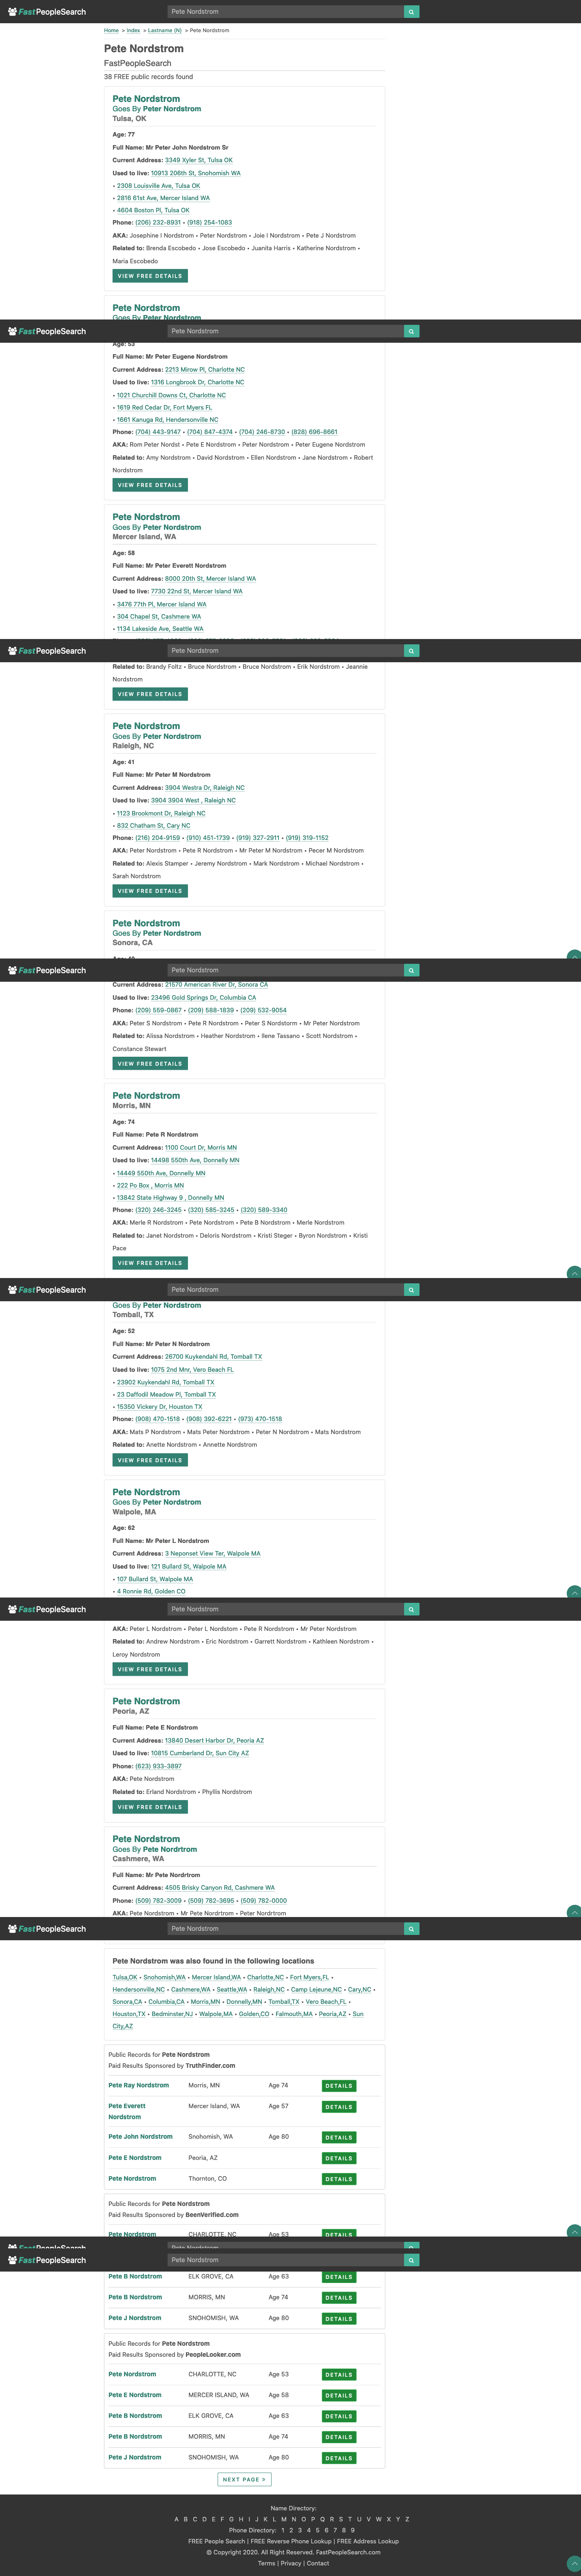 FastPeopleSearch
Pete Nordstrom
Home > Index > Lastname (N) > Pete Nordstrom
Pete Nordstrom
FastPeopleSearch
38 FREE public records found
Pete Nordstrom
Goes By Peter Nordstrom
Tulsa, OK
Age: 77
Full Name: Mr Peter John Nordstrom Sr
Current Address: 3349 Xyler St, Tulsa OK
Used to live: 10913 206th St, Snohomish WA
• 2308 Louisville Ave, Tulsa OK
• 2816 61st Ave, Mercer Island WA
• 4604 Boston Pl, Tulsa OK
Phone: (206) 232-8931 • (918) 254-1083
AKA: Josephine I Nordstrom • Peter Nordstrom • Joie I Nordstrom • Pete J Nordstrom
Related to: Brenda Escobedo • Jose Escobedo • Juanita Harris • Katherine Nordstrom •
Maria Escobedo
VIEW FREE DETAILS
Pete Nordstrom
Goes By Peter Nordstrom
FastPeopleSearch
Pete Nordstrom
Age: 53
Full Name: Mr Peter Eugene Nordstrom
Current Address: 2213 Mirow Pl, Charlotte NC
Used to live: 1316 Longbrook Dr, Charlotte NC
• 1021 Churchill Downs Ct, Charlotte NC
• 1619 Red Cedar Dr, Fort Myers FL
• 1661 Kanuga Rd, Hendersonville NC
Phone: (704) 443-9147 • (704) 847-4374 • (704) 246-8730 • (828) 696-8661
AKA: Rom Peter Nordst • Pete E Nordstrom • Peter Nordstrom • Peter Eugene Nordstrom
Related to: Amy Nordstrom • David Nordstrom • Ellen Nordstrom • Jane Nordstrom • Robert
Nordstrom
VIEW FREE DETAILS
Pete Nordstrom
Goes By Peter Nordstrom
Mercer Island, WA
Age: 58
Full Name: Mr Peter Everett Nordstrom
Current Address: 8000 20th St, Mercer Island WA
Used to live: 7730 22nd St, Mercer Island WA
• 3476 77th Pl, Mercer Island WA
• 304 Chapel St, Cashmere WA
• 1134 Lakeside Ave, Seattle WA
FastPeopleSearch
Pete Nordstrom
Related to: Brandy Foltz • Bruce Nordstrom • Bruce Nordstrom • Erik Nordstrom • Jeannie
Nordstrom
VIEW FREE DETAILS
Pete Nordstrom
Goes By Peter Nordstrom
Raleigh, NC
Age: 41
Full Name: Mr Peter M Nordstrom
Current Address: 3904 Westra Dr, Raleigh NC
Used to live: 3904 3904 West , Raleigh NC
• 1123 Brookmont Dr, Raleigh NC
• 832 Chatham St, Cary NC
Phone: (216) 204-9159 • (910) 451-1739 • (919) 327-2911 • (919) 319-1152
AKA: Peter Nordstrom • Pete R Nordstrom • Mr Peter M Nordstrom • Pecer M Nordstrom
Related to: Alexis Stamper • Jeremy Nordstrom • Mark Nordstrom • Michael Nordstrom •
Sarah Nordstrom
VIEW FREE DETAILS
Pete Nordstrom
Goes By Peter Nordstrom
Sonora, CA
FastPeopleSearch
Pete Nordstrom
Current Address: 21570 American River Dr, Sonora CA
Used to live: 23496 Gold Springs Dr, Columbia CA
Phone: (209) 559-0867 • (209) 588-1839 • (209) 532-9054
AKA: Peter S Nordstrom • Pete R Nordstrom • Peter S Nordstorm • Mr Peter Nordstrom
Related to: Alissa Nordstrom • Heather Nordstrom • Ilene Tassano • Scott Nordstrom •
Constance Stewart
VIEW FREE DETAILS
Pete Nordstrom
Morris, MN
Age: 74
Full Name: Pete R Nordstrom
Current Address: 1100 Court Dr, Morris MN
Used to live: 14498 550th Ave, Donnelly MN
• 14449 550th Ave, Donnelly MN
• 222 Po Box , Morris MN
• 13842 State Highway 9 , Donnelly MN
Phone: (320) 246-3245 • (320) 585-3245 • (320) 589-3340
AKA: Merle R Nordstrom • Pete Nordstrom • Pete B Nordstrom • Merle Nordstrom
Related to: Janet Nordstrom • Deloris Nordstrom • Kristi Steger • Byron Nordstrom • Kristi
Pace
VIEW FREE DETAILS
FastPeopleSearch
Pete Nordstrom
Goes By Peter Nordstrom
Tomball, TX
Age: 52
Full Name: Mr Peter N Nordstrom
Current Address: 26700 Kuykendahl Rd, Tomball TX
Used to live: 1075 2nd Mnr, Vero Beach FL
• 23902 Kuykendahl Rd, Tomball TX
• 23 Daffodil Meadow Pl, Tomball TX
• 15350 Vickery Dr, Houston TX
Phone: (908) 470-1518 • (908) 392-6221 • (973) 470-1518
AKA: Mats P Nordstrom • Mats Peter Nordstrom • Peter N Nordstrom • Mats Nordstrom
Related to: Anette Nordstrom • Annette Nordstrom
VIEW FREE DETAILS
Pete Nordstrom
Goes By Peter Nordstrom
Walpole, MA
Age: 62
Full Name: Mr Peter L Nordstrom
Current Address: 3 Neponset View Ter, Walpole MA
Used to live: 121 Bullard St, Walpole MA
• 107 Bullard St, Walpole MA
• 4 Ronnie Rd, Golden CO
FastPeopleSearch
Pete Nordstrom
AKA: Peter L Nordstrom • Peter L Nordstom • Pete R Nordstrom • Mr Peter Nordstrom
Related to: Andrew Nordstrom • Eric Nordstrom • Garrett Nordstrom • Kathleen Nordstrom •
Leroy Nordstrom
VIEW FREE DETAILS
Pete Nordstrom
Peoria, AZ
Full Name: Pete E Nordstrom
Current Address: 13840 Desert Harbor Dr, Peoria AZ
Used to live: 10815 Cumberland Dr, Sun City AZ
Phone: (623) 933-3897
AKA: Pete Nordstrom
Related to: Erland Nordstrom • Phyllis Nordstrom
VIEW FREE DETAILS
Pete Nordstrom
Goes By Pete Nordrtrom
Cashmere, WA
Full Name: Mr Pete Nordrtrom
Current Address: 4505 Brisky Canyon Rd, Cashmere WA
Phone: (509) 782-3009 • (509) 782-3695 • (509) 782-0000
AKA: Pete Nordstrom • Mr Pete Nordrtrom • Peter Nordrtrom
FastPeopleSearch
Pete Nordstrom
Pete Nordstrom was also found in the following locations
Tulsa,OK • Snohomish,WA • Mercer Island,WA • Charlotte,NC • Fort Myers,FL •
Hendersonville,NC • Cashmere,WA • Seattle,WA • Raleigh,NC • Camp Lejeune,NC • Cary,NC •
Sonora,CA • Columbia,CA • Morris,MN • Donnelly,MN • Tomball,TX • Vero Beach,FL •
Houston,TX • Bedminster,NJ • Walpole,MA • Golden,CO • Falmouth,MA • Peoria,AZ • Sun
City,AZ
Public Records for Pete Nordstrom
Paid Results Sponsored by TruthFinder.com
Pete Ray Nordstrom Morris, MN Age 74 DETAILS
Pete Everett Mercer Island, WA Age 57 DETAILS
Nordstrom
Pete John Nordstrom Snohomish, WA Age 80 DETAILS
Pete E Nordstrom Peoria, AZ DETAILS
Pete Nordstrom Thornton, CO DETAILS
Public Records for Pete Nordstrom
Paid Results Sponsored by BeenVerified.com
Pete Nordstrom CHARLOTTE, NC Age 53 DETAILS
FastPeopleSearch
Pete Nordstrom
FastPeopleSearch
Pete Nordstrom
Pete B Nordstrom ELK GROVE, CA Age 63 DETAILS
Pete B Nordstrom MORRIS, MN Age 74 DETAILS
Pete J Nordstrom SNOHOMISH, WA Age 80 DETAILS
Public Records for Pete Nordstrom
Paid Results Sponsored by PeopleLooker.com
Pete Nordstrom CHARLOTTE, NC Age 53 DETAILS
Pete E Nordstrom MERCER ISLAND, WA Age 58 DETAILS
Pete B Nordstrom ELK GROVE, CA Age 63 DETAILS
Pete B Nordstrom MORRIS, MN Age 74 DETAILS
Pete J Nordstrom SNOHOMISH, WA Age 80 DETAILS
NEXT PAGE »
Name Directory:
A B C D E F G H I J K L M N O P Q R S T U V W X Y Z
Phone Directory: 1 2 3 4 5 6 7 8 9
FREE People Search | FREE Reverse Phone Lookup | FREE Address Lookup
© Copyright 2020. All Right Reserved. FastPeopleSearch.com
Terms | Privacy | Contact